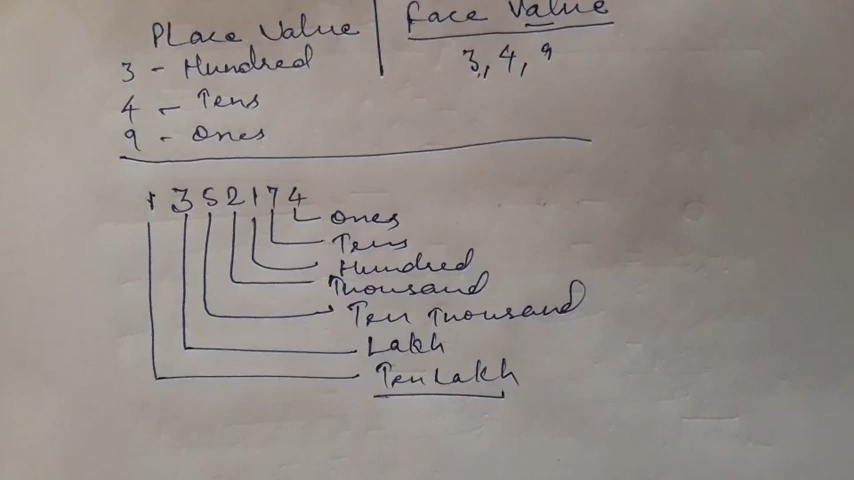 Place Value
Face Value
3 - Hundred
3, 4, 9
4 - Tens
9 - Ones
1352174
Ones
Tens
Hundred
Thousand
Ten Thousand
Lakh
Ten Lakh